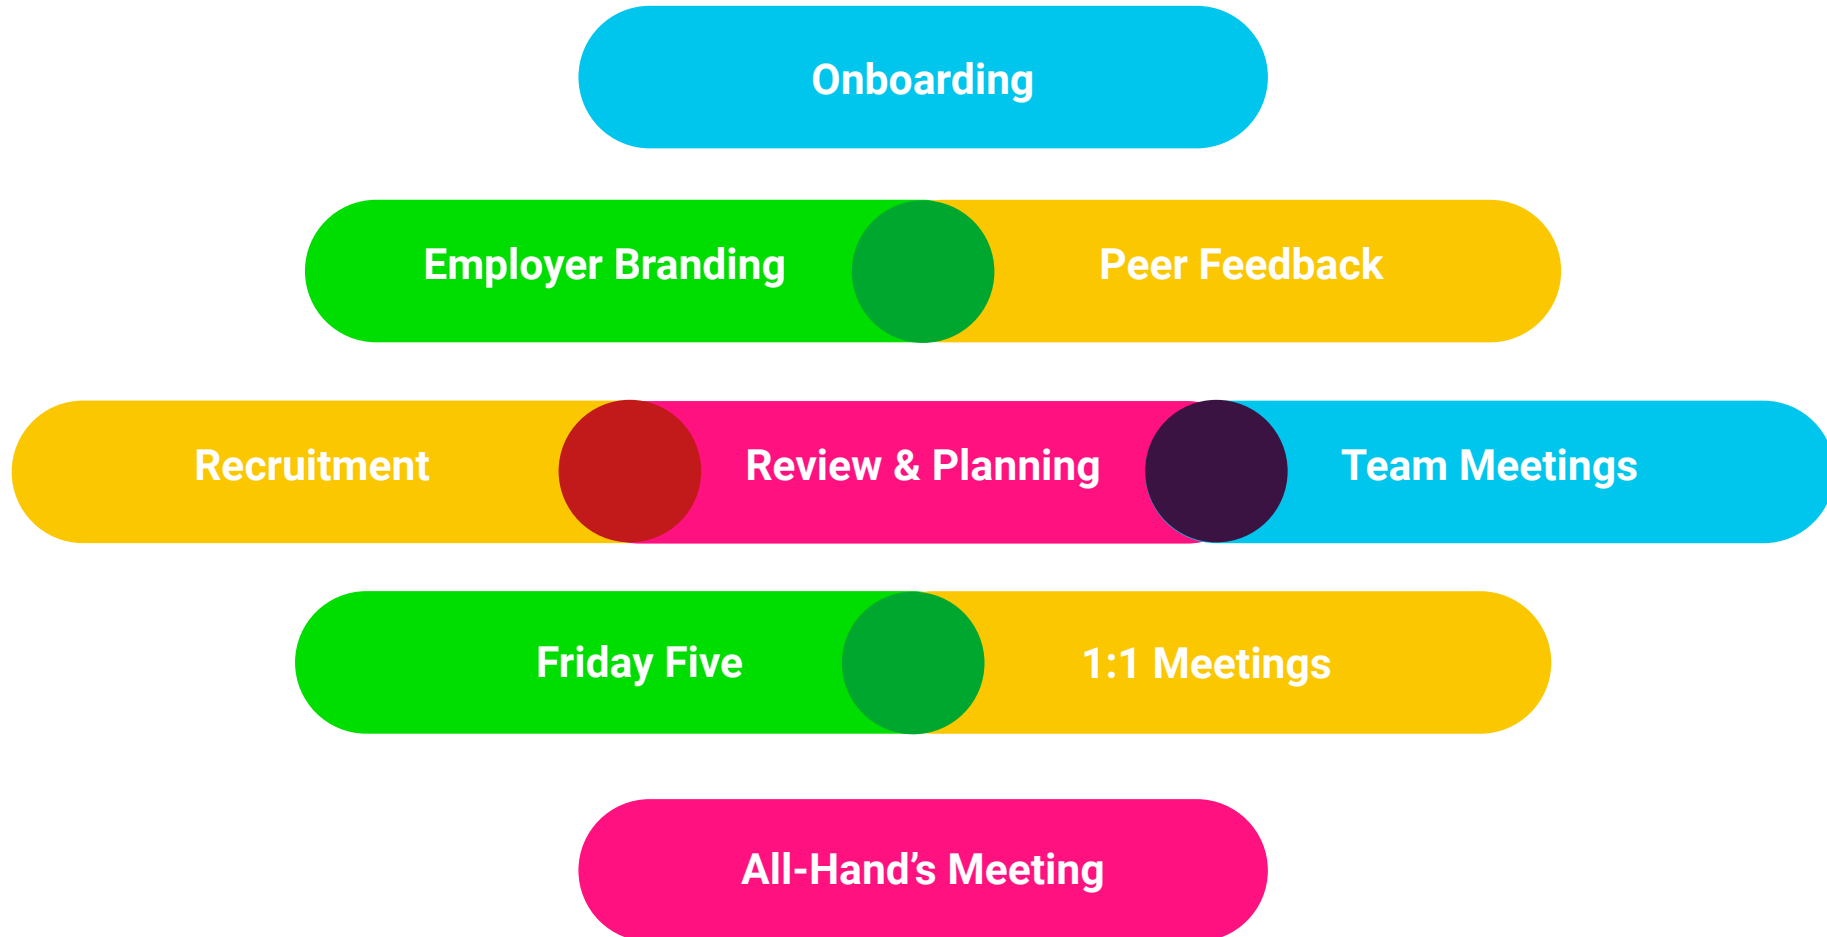 Onboarding
Employer Branding
Peer Feedback
Recruitment
Review & Planning
Team Meetings
Friday Five
1:1 Meetings
All-Hand’s Meeting